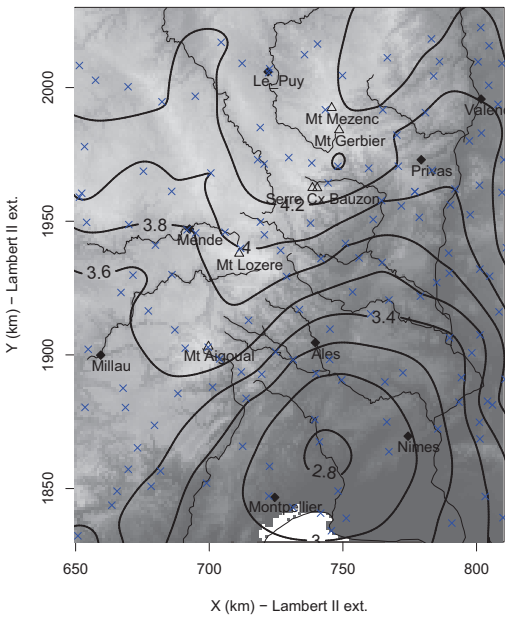 2000
1950
1900
1850
Y (km) − Lambert II ext.
Le_Puy
Mt Mezenc
Valenc
Mt Gerbier
Privas
Serre Cx Bauzon
4.2
3.8
Mende
4
Mt Lozere
3.6
3.4
Mt Aigoual
Ales
Millau
Nimes
2.8
Montpellier
3
650 700 750 800
X (km) − Lambert II ext.